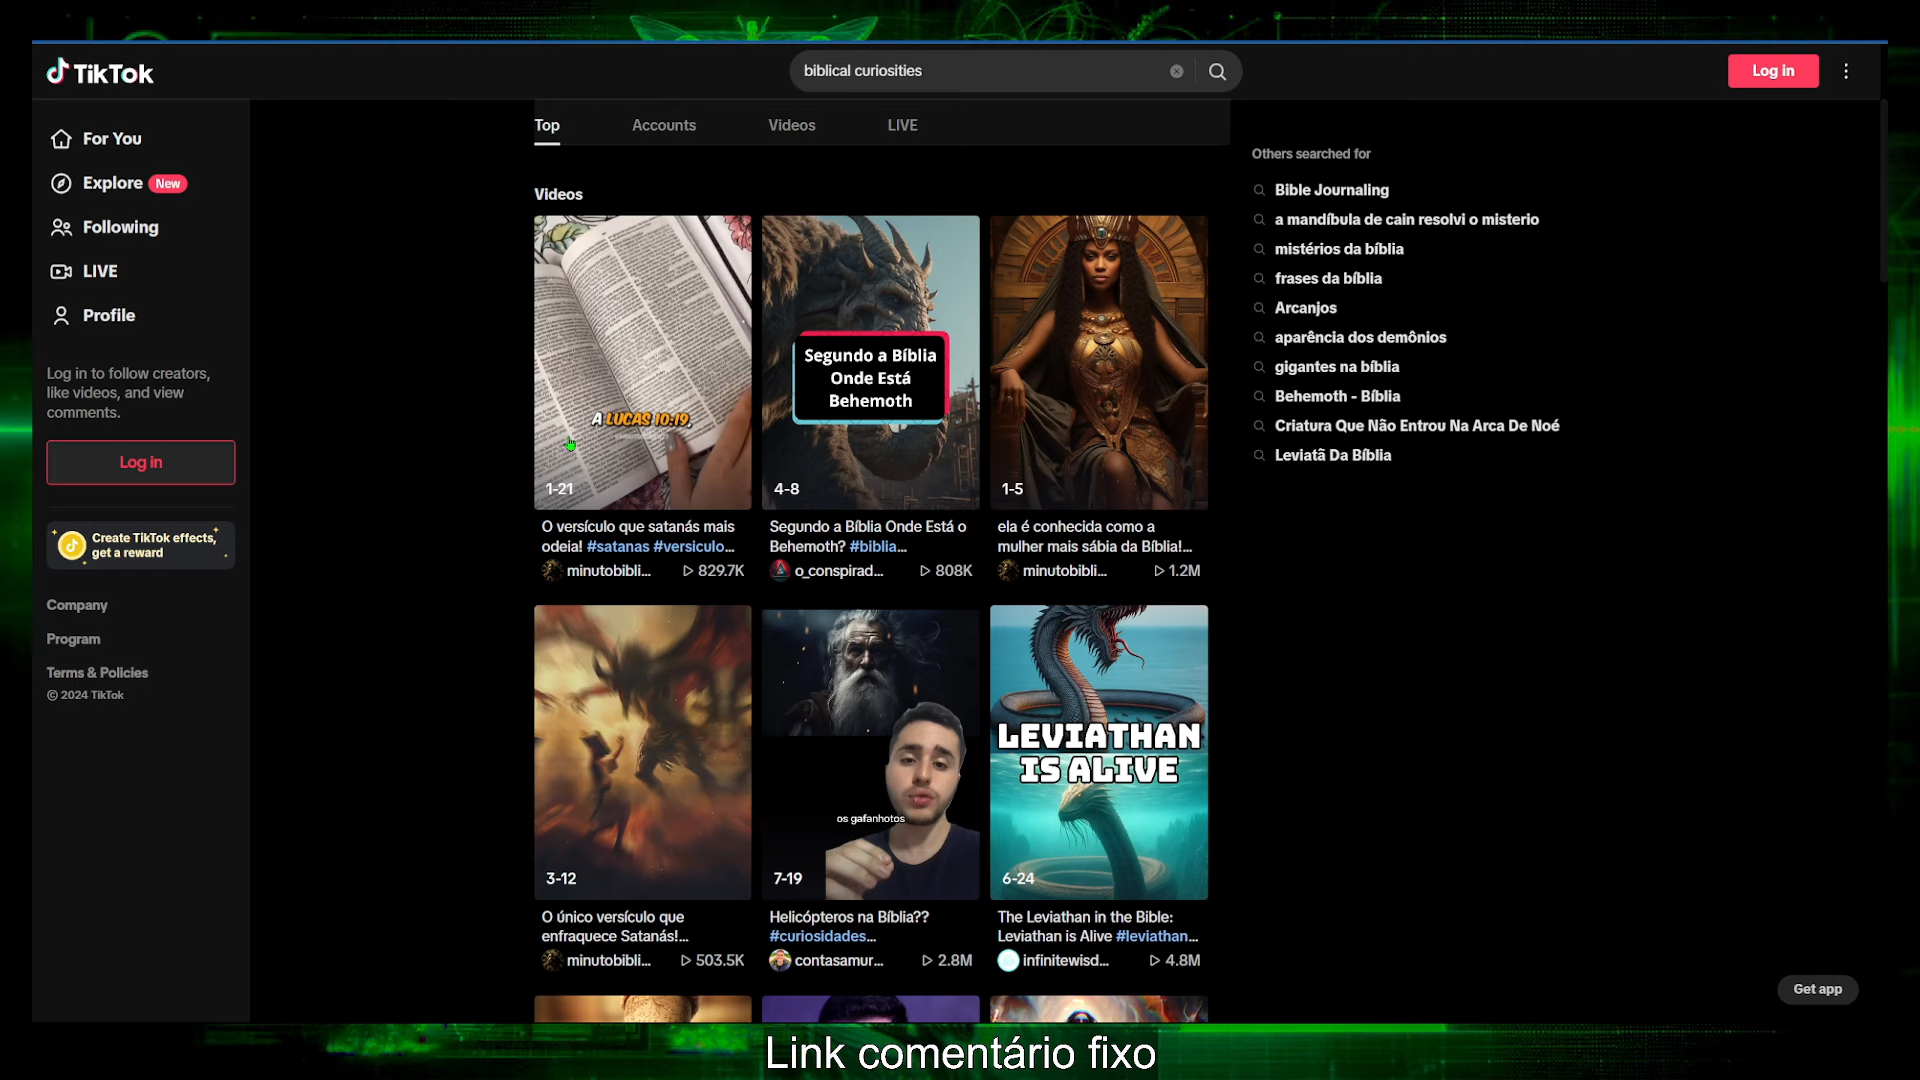 TikTok
biblical curiosities
Log in
For You
Explore New
Following
LIVE
Profile
Log in to follow creators,
like videos, and view
comments.
Log in
Create TikTok effects,
get a reward
Company
Program
Terms & Policies
© 2024 TikTok
Top Accounts Videos LIVE
Videos
A LUCAS 10:19,
1-21
O versículo que satanás mais
odeia! #satanas #versiculo...
minutobibli... 829.7K
Segundo a Bíblia
Onde Está
Behemoth
4-8
Segundo a Bíblia Onde Está o
Behemoth? #biblia...
o_conspirad... 808K
1-5
ela é conhecida como a
mulher mais sábia da Bíblia!...
minutobibli... 1.2M
3-12
O único versículo que
enfraquece Satanás!...
minutobibli... 503.5K
os gafanhotos
7-19
Helicópteros na Bíblia??
#curiosidades...
contasamur... 2.8M
LEVIATHAN
IS ALIVE
6-24
The Leviathan in the Bible:
Leviathan is Alive #leviathan...
infinitewisd... 4.8M
Others searched for
Bible Journaling
a mandíbula de cain resolvi o misterio
mistérios da bíblia
frases da bíblia
Arcanjos
aparência dos demônios
gigantes na bíblia
Behemoth - Bíblia
Criatura Que Não Entrou Na Arca De Noé
Leviatã Da Bíblia
Get app
Link comentário fixo